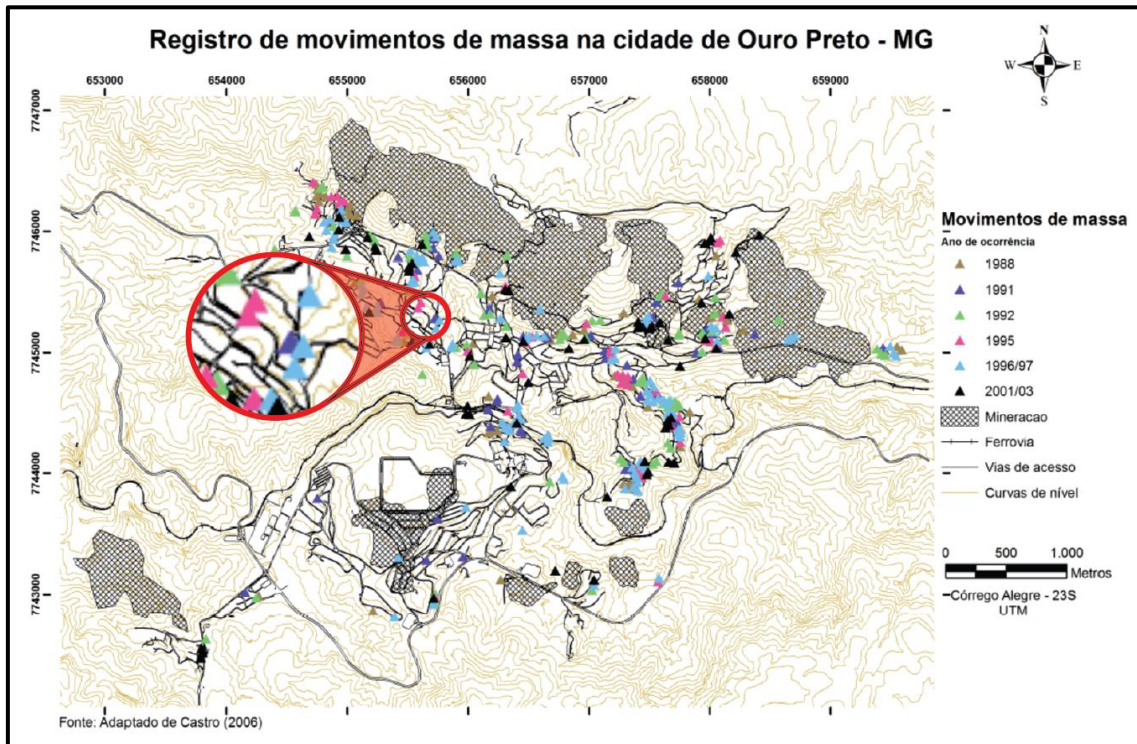 Registro de movimentos de massa na cidade de Ouro Preto - MG
N
W E
S
653000 654000 655000 656000 657000 658000 659000
7747000
7746000
7745000
7744000
7743000
Movimentos de massa
Ano de ocorrência
1988
1991
1992
1995
1996/97
2001/03
Mineracao
Ferrovia
Vias de acesso
Curvas de nível
0 500 1.000
Metros
Córrego Alegre - 23S
UTM
Fonte: Adaptado de Castro (2006)